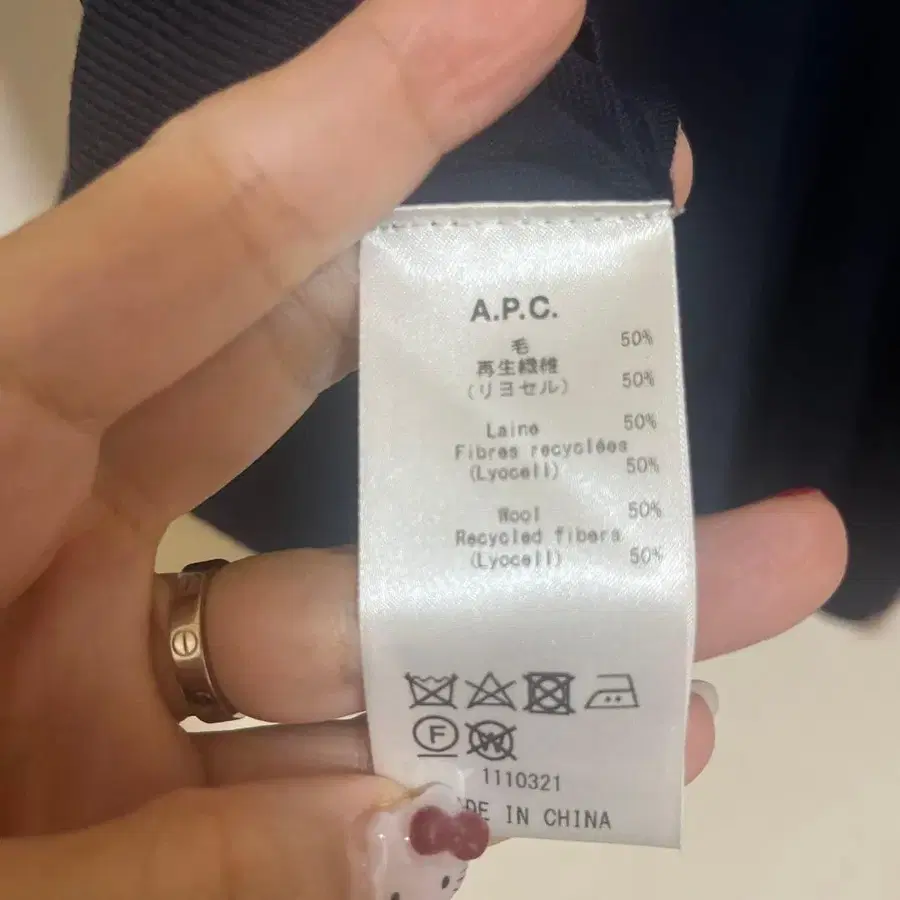 A.P.C.
毛 50%
再生繊維
(リヨセル) 50%
Laine 50%
Fibres recyclées
(Lyocell) 50%
Wool 50%
Recycled fibers
(Lyocell) 50%
F
W
1110321
DE IN CHINA